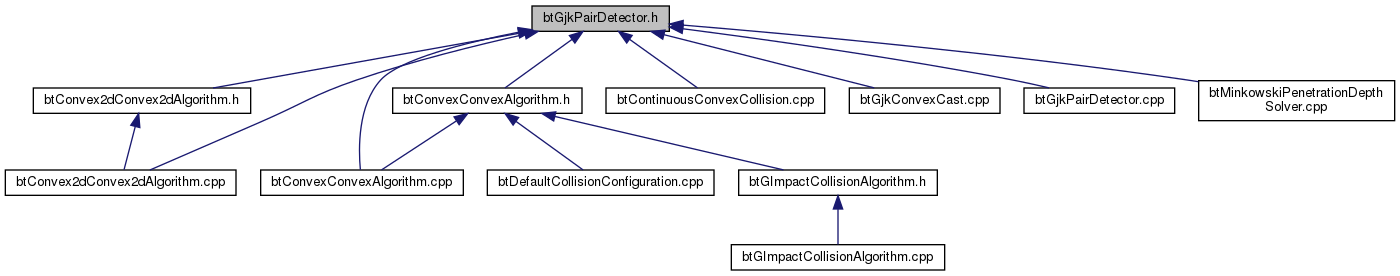 btGjkPairDetector.h
btConvex2dConvex2dAlgorithm.h
btConvexConvexAlgorithm.h
btContinuousConvexCollision.cpp
btGjkConvexCast.cpp
btGjkPairDetector.cpp
btMinkowskiPenetrationDepth
Solver.cpp
btConvex2dConvex2dAlgorithm.cpp
btConvexConvexAlgorithm.cpp
btDefaultCollisionConfiguration.cpp
btGImpactCollisionAlgorithm.h
btGImpactCollisionAlgorithm.cpp